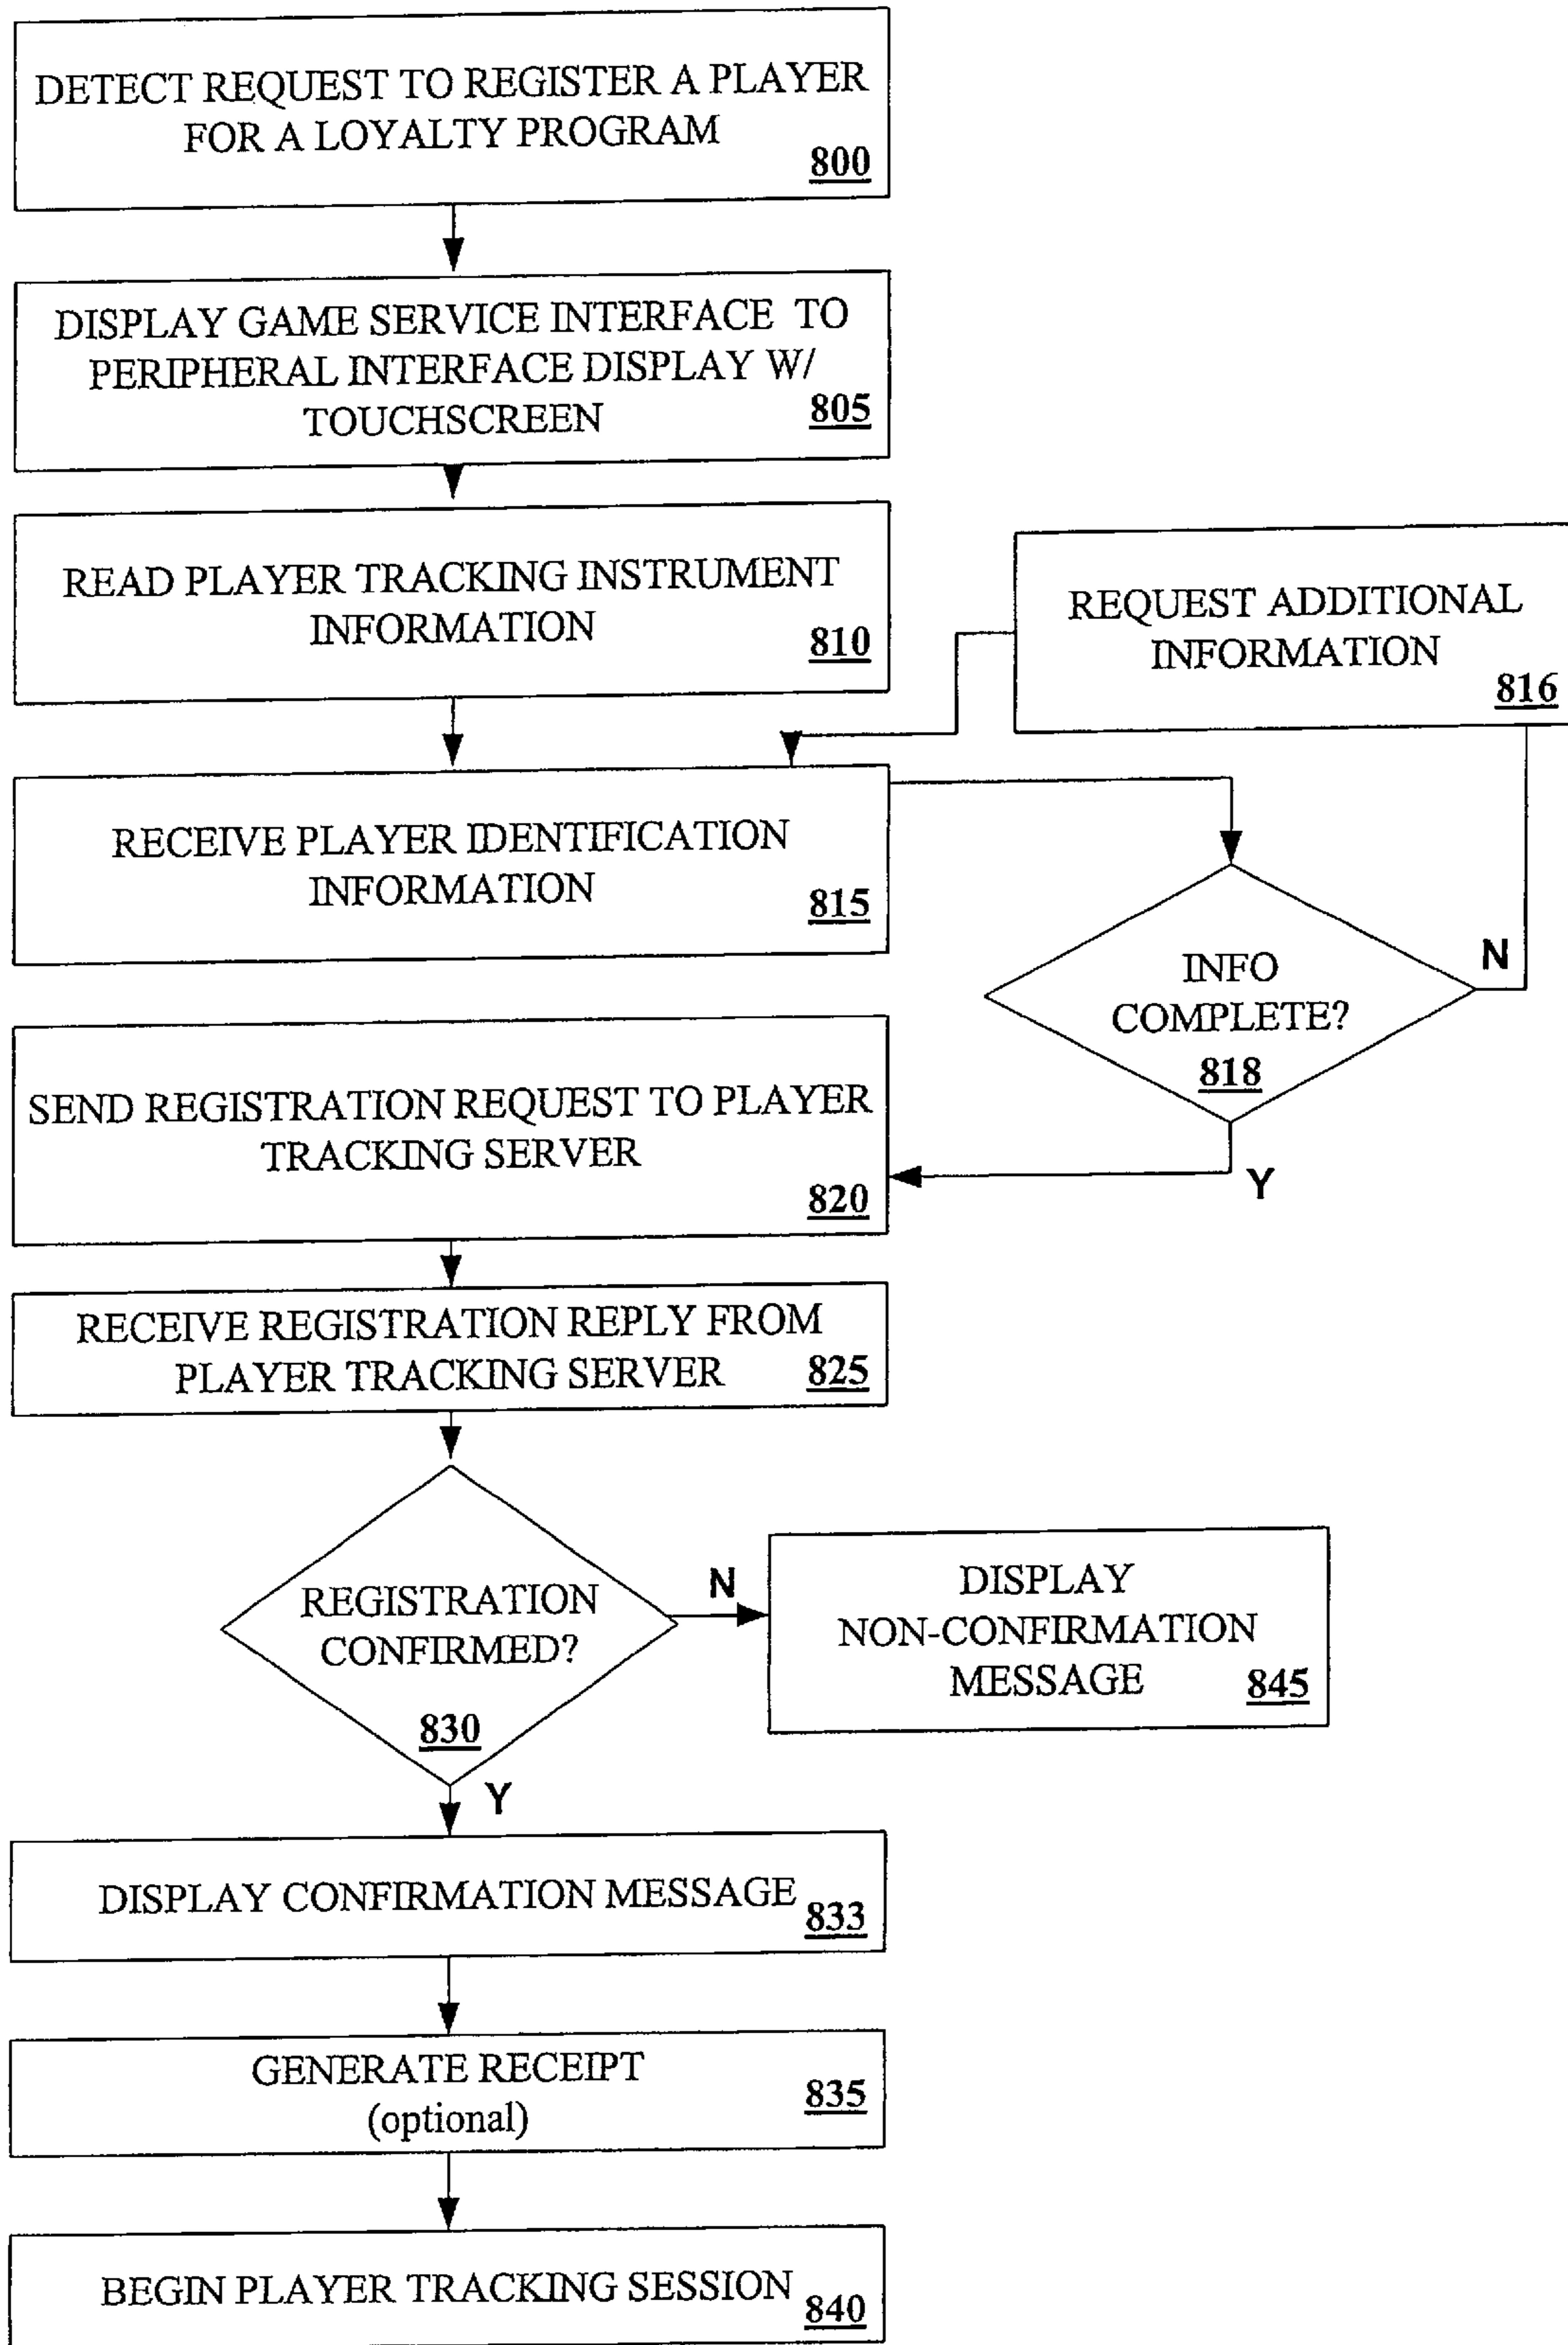 DETECT REQUEST TO REGISTER A PLAYER
FOR A LOYALTY PROGRAM
800
DISPLAY GAME SERVICE INTERFACE TO
PERIPHERAL INTERFACE DISPLAY W/
TOUCHSCREEN
805
READ PLAYER TRACKING INSTRUMENT
INFORMATION
810
REQUEST ADDITIONAL
INFORMATION
816
RECEIVE PLAYER IDENTIFICATION
INFORMATION
815
INFO
COMPLETE?
818
N
Y
SEND REGISTRATION REQUEST TO PLAYER
TRACKING SERVER
820
RECEIVE REGISTRATION REPLY FROM
PLAYER TRACKING SERVER
825
REGISTRATION
CONFIRMED?
830
N
DISPLAY
NON-CONFIRMATION
MESSAGE
845
Y
DISPLAY CONFIRMATION MESSAGE
833
GENERATE RECEIPT
(optional)
835
BEGIN PLAYER TRACKING SESSION
840